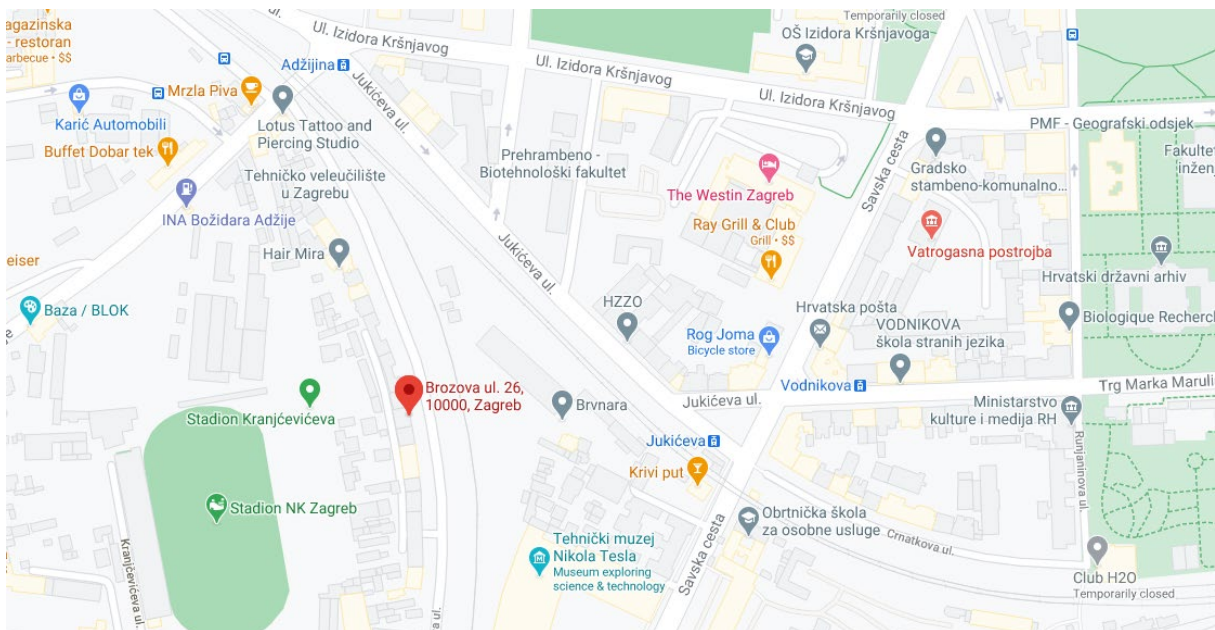 agazinska
- restoran
arbecue • $$
Ul. Izidora Kršnjavog
Adžijina
Mrzla Piva
Karić Automobili
Lotus Tattoo and
Piercing Studio
Buffet Dobar tek
Tehničko veleučilište
u Zagrebu
INA Božidara Adžije
Hair Mira
eiser
Baza / BLOK
Stadion Kranjčevićeva
Brozova ul. 26,
10000, Zagreb
Stadion NK Zagreb
Kranjčevićeva ul.
ul.
Jukićeva ul.
Ul. Izidora Kršnjavog
Temporarily closed
OŠ Izidora Kršnjavoga
Ul. Izidora Kršnjavog
Prehrambeno -
Biotehnološki fakultet
The Westin Zagreb
Ray Grill & Club
Grill • $$
Savska cesta
Jukićeva ul.
HZZO
Rog Joma
Bicycle store
Hrvatska pošta
VODNIKOVA
škola stranih jezika
Vodnikova
Jukićeva ul.
Brvnara
Jukićeva
Krivi put
Tehnički muzej
Nikola Tesla
Museum exploring
science & technology
Savska cesta
Obrtnička škola
za osobne usluge
Crnatkova ul.
PMF - Geografski odsjek
Fakultet
inženj
Gradsko
stambeno-komunalno...
Vatrogasna postrojba
Hrvatski državni arhiv
Biologique Recherc
Trg Marka Maruli
Ministarstvo
kulture i medija RH
Runjaninova ul.
Club H2O
Temporarily closed